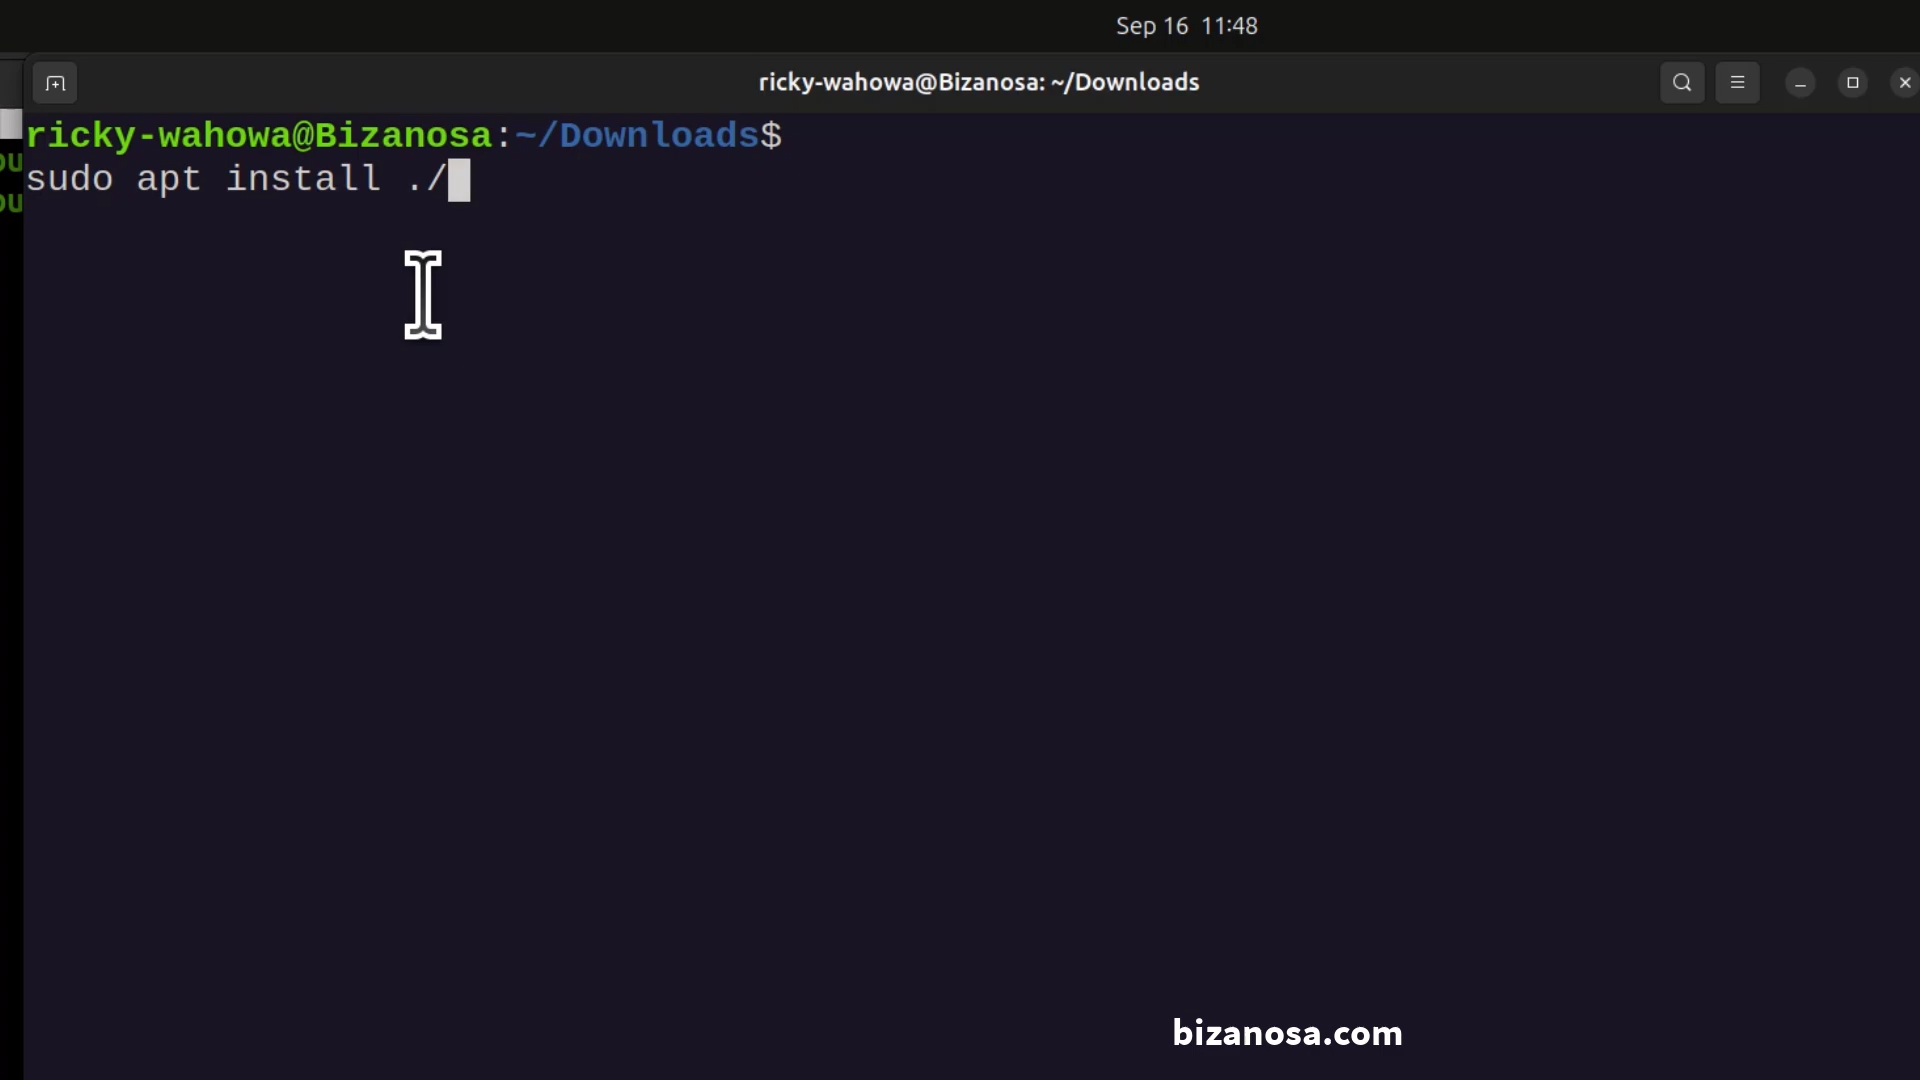 Sep 16 11:48
ricky-wahowa@Bizanosa: ~/Downloads
ricky-wahowa@Bizanosa:~/Downloads$
sudo apt install ./
bizanosa.com